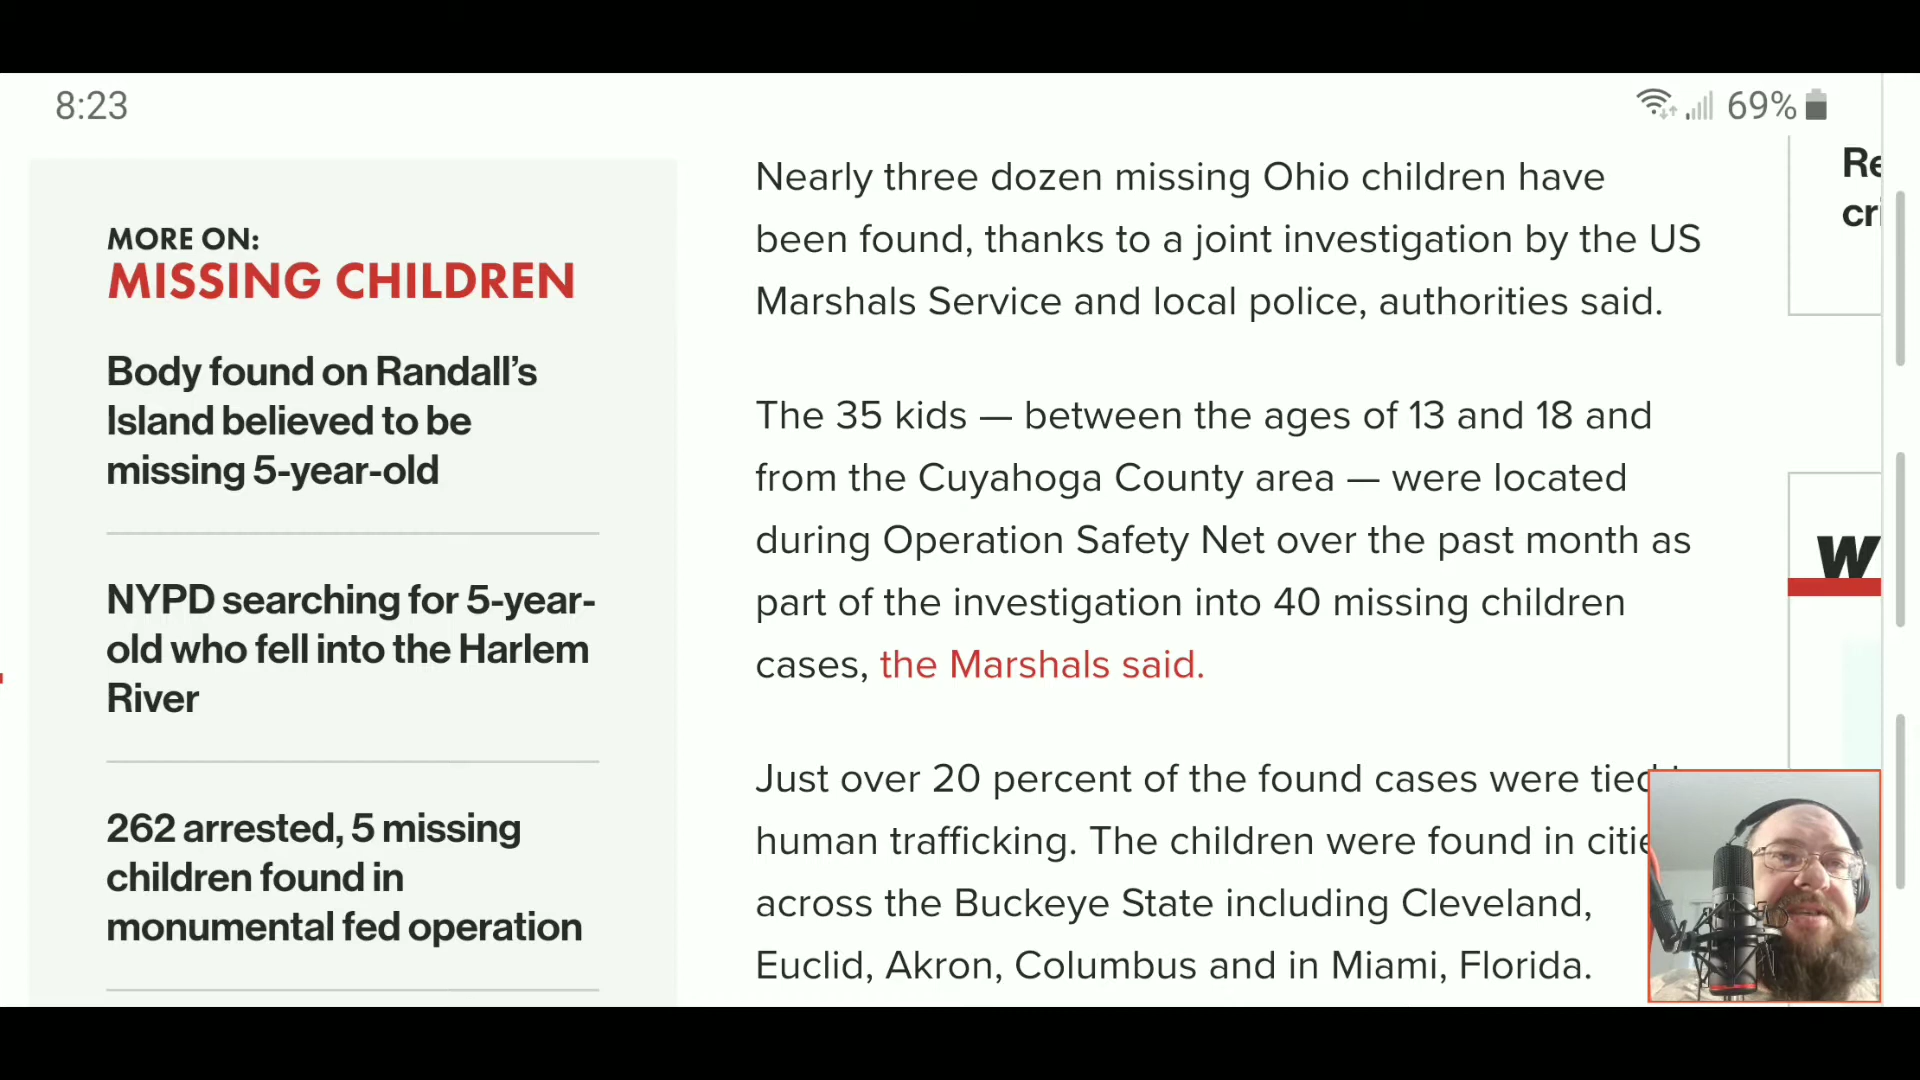 8:23
69%
MORE ON:
MISSING CHILDREN
Body found on Randall's
Island believed to be
missing 5-year-old
NYPD searching for 5-year-
old who fell into the Harlem
River
262 arrested, 5 missing
children found in
monumental fed operation
Nearly three dozen missing Ohio children have
been found, thanks to a joint investigation by the US
Marshals Service and local police, authorities said.
The 35 kids — between the ages of 13 and 18 and
from the Cuyahoga County area — were located
during Operation Safety Net over the past month as
part of the investigation into 40 missing children
cases, the Marshals said.
Just over 20 percent of the found cases were tied
human trafficking. The children were found in citie
across the Buckeye State including Cleveland,
Euclid, Akron, Columbus and in Miami, Florida.
Re
cri
W